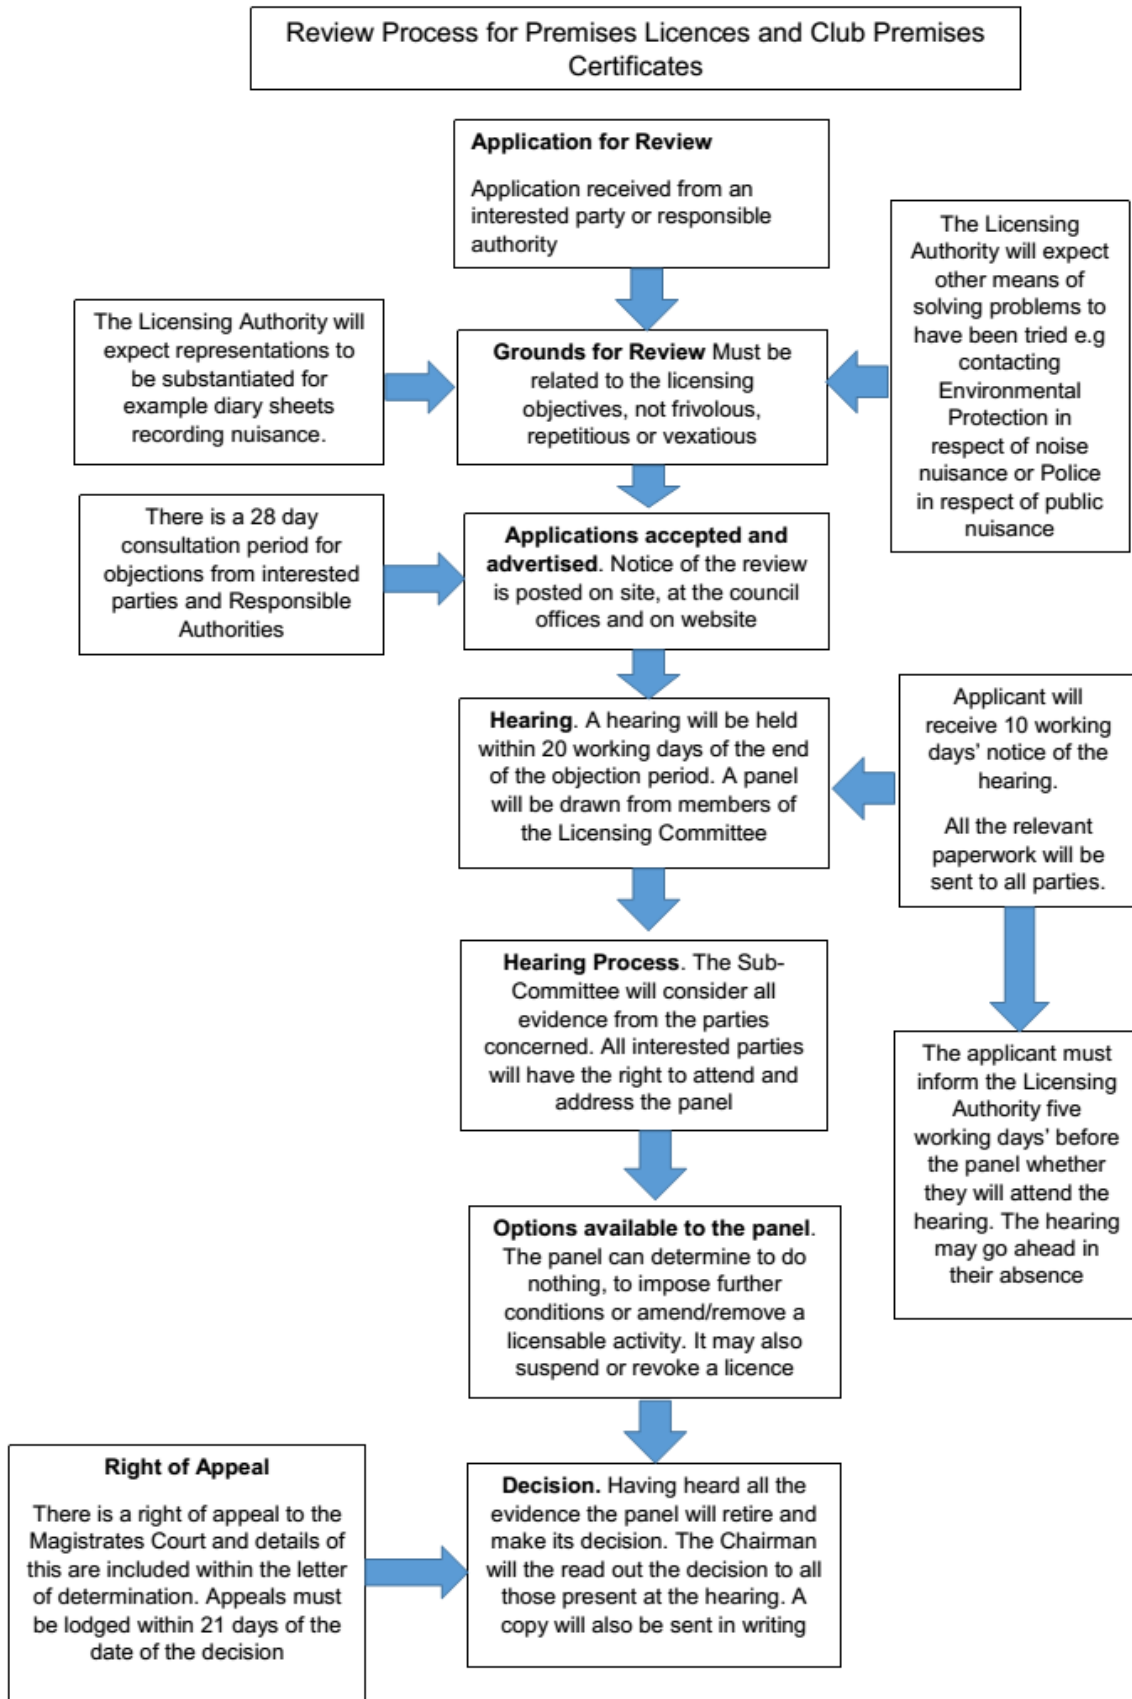 Review Process for Premises Licences and Club Premises
Certificates
Application for Review
Application received from an
interested party or responsible
authority
The Licensing
Authority will expect
other means of
solving problems to
have been tried e.g
contacting
Environmental
Protection in
respect of noise
nuisance or Police
in respect of public
nuisance
The Licensing Authority will
expect representations to
be substantiated for
example diary sheets
recording nuisance.
Grounds for Review Must be
related to the licensing
objectives, not frivolous,
repetitious or vexatious
There is a 28 day
consultation period for
objections from interested
parties and Responsible
Authorities
Applications accepted and
advertised. Notice of the review
is posted on site, at the council
offices and on website
Hearing. A hearing will be held
within 20 working days of the end
of the objection period. A panel
will be drawn from members of
the Licensing Committee
Applicant will
receive 10 working
days’ notice of the
hearing.
All the relevant
paperwork will be
sent to all parties.
Hearing Process. The Sub-
Committee will consider all
evidence from the parties
concerned. All interested parties
will have the right to attend and
address the panel
The applicant must
inform the Licensing
Authority five
working days’ before
the panel whether
they will attend the
hearing. The hearing
may go ahead in
their absence
Options available to the panel.
The panel can determine to do
nothing, to impose further
conditions or amend/remove a
licensable activity. It may also
suspend or revoke a licence
Right of Appeal
There is a right of appeal to the
Magistrates Court and details of
this are included within the letter
of determination. Appeals must
be lodged within 21 days of the
date of the decision
Decision. Having heard all the
evidence the panel will retire and
make its decision. The Chairman
will the read out the decision to all
those present at the hearing. A
copy will also be sent in writing